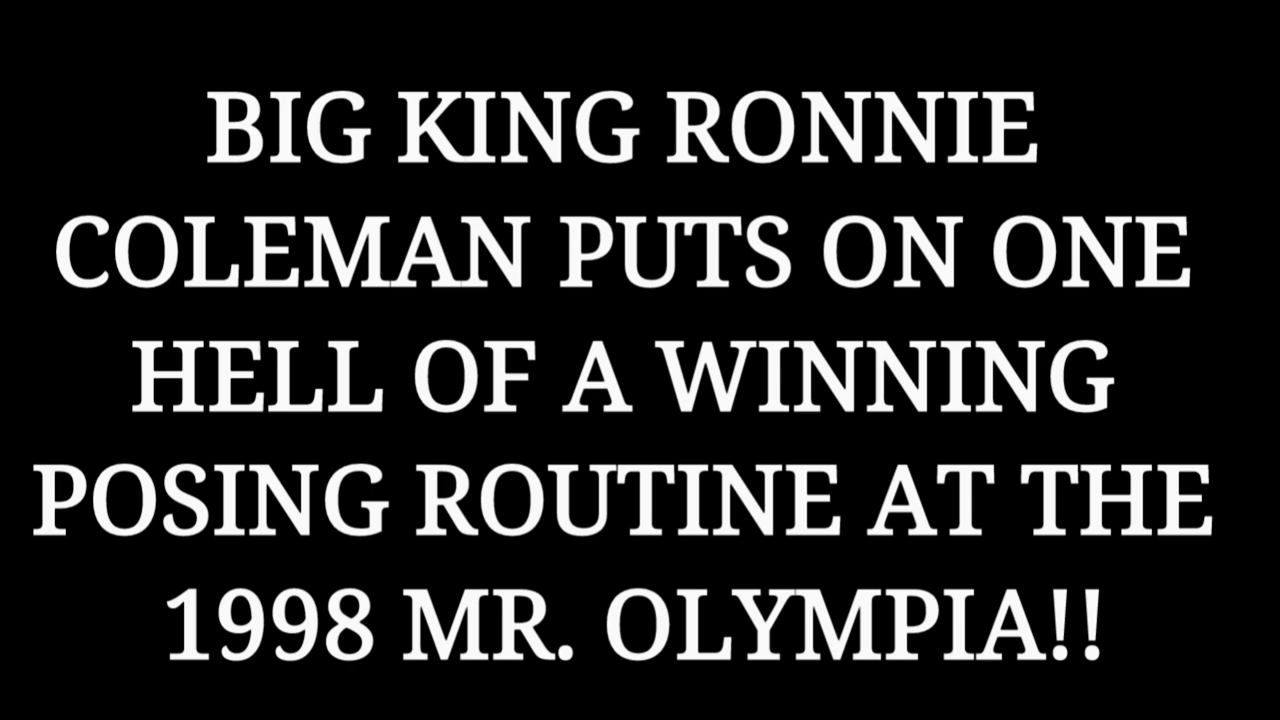 BIG KING RONNIE
COLEMAN PUTS ON ONE
HELL OF A WINNING
POSING ROUTINE AT THE
1998 MR. OLYMPIA!!